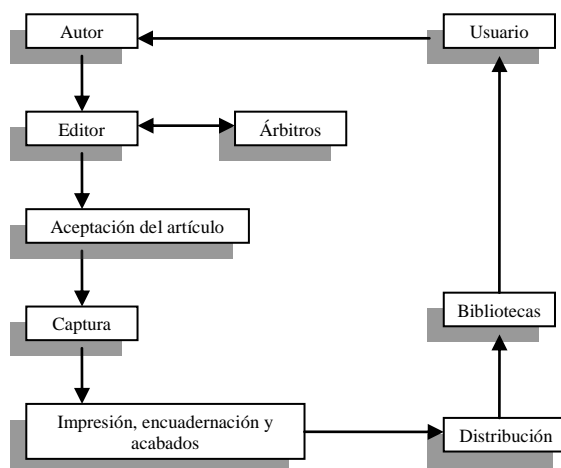 Autor
Usuario
Editor
Árbitros
Aceptación del artículo
Captura
Bibliotecas
Impresión, encuadernación y
acabados
Distribución